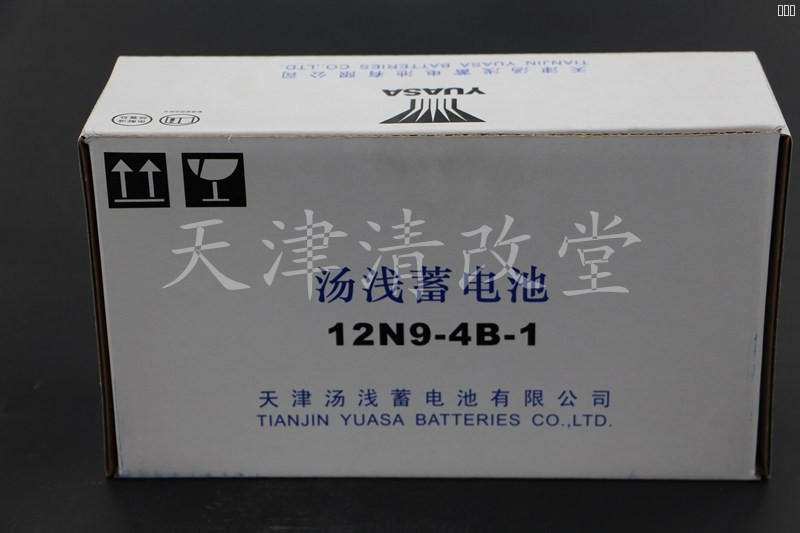 TIANJIN YUASA BATTERIES CO.,LTD.
天津汤浅蓄电池有限公司
YUASA
天津清改堂
汤浅蓄电池
12N9-4B-1
天津汤浅蓄电池有限公司
TIANJIN YUASA BATTERIES CO.,LTD.